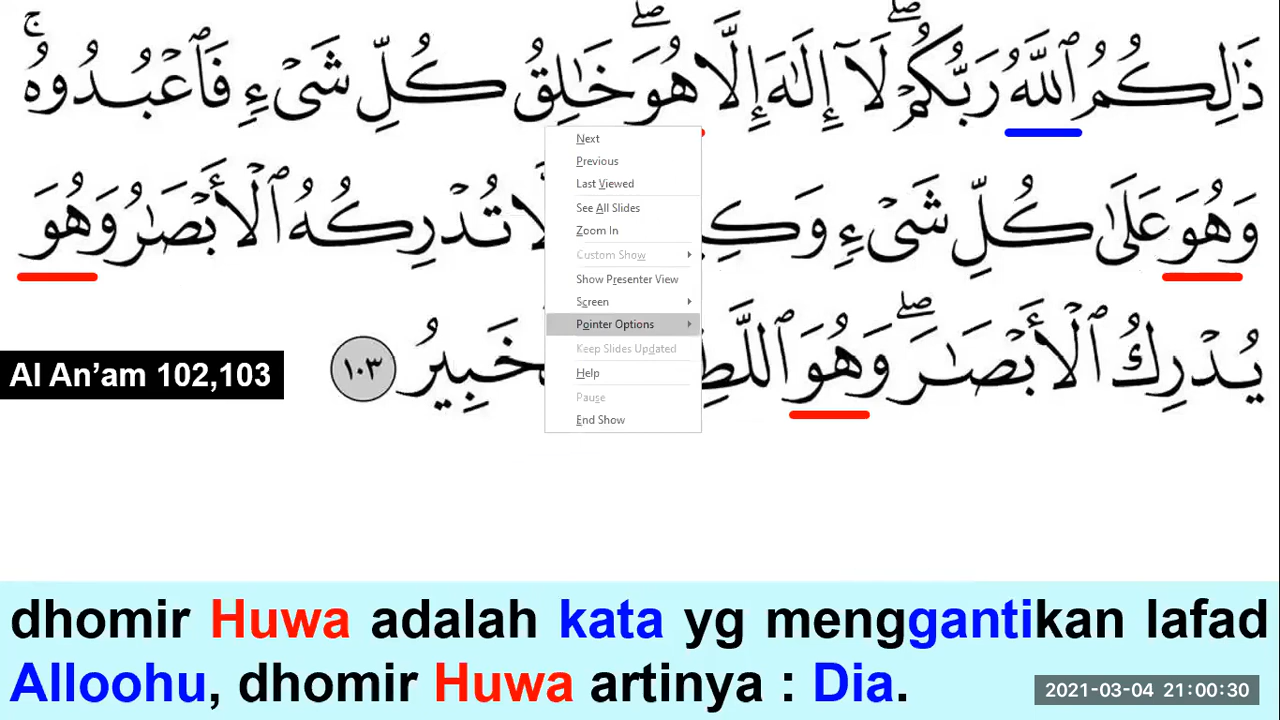 ذَٰلِكُمُ ٱللَّهُ رَبُّكُمْ ۖ لَآ إِلَٰهَ إِلَّا هُوَ ۖ خَٰلِقُ كُلِّ شَىْءٍ فَٱعْبُدُوهُ ۚ
وَهُوَ عَلَىٰ كُلِّ شَىْءٍ لَّا تُدْرِكُهُ ٱلْأَبْصَٰرُ وَهُوَ
يُدْرِكُ ٱلْأَبْصَٰرَ ۖ وَهُوَ ١٠٣
Next
Previous
Last Viewed
See All Slides
Zoom In
Custom Show
Show Presenter View
Screen
Pointer Options
Keep Slides Updated
Help
Pause
End Show
Al An’am 102,103
dhomir Huwa adalah kata yg menggantikan lafad
Alloohu, dhomir Huwa artinya : Dia.
2021-03-04 21:00:30